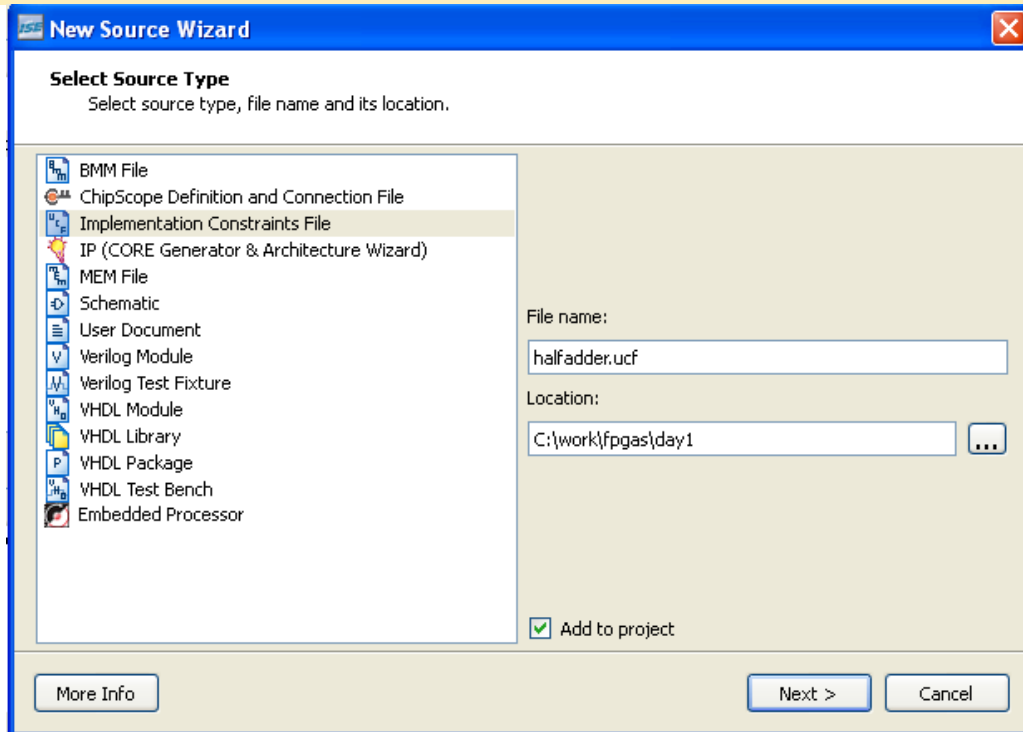 ISE New Source Wizard
Select Source Type
Select source type, file name and its location.
BMM File
ChipScope Definition and Connection File
Implementation Constraints File
IP (CORE Generator & Architecture Wizard)
MEM File
Schematic
User Document
Verilog Module
Verilog Test Fixture
VHDL Module
VHDL Library
VHDL Package
VHDL Test Bench
Embedded Processor
File name:
halfadder.ucf
Location:
C:\work\fpgas\day1
...
Add to project
More Info
Next >
Cancel